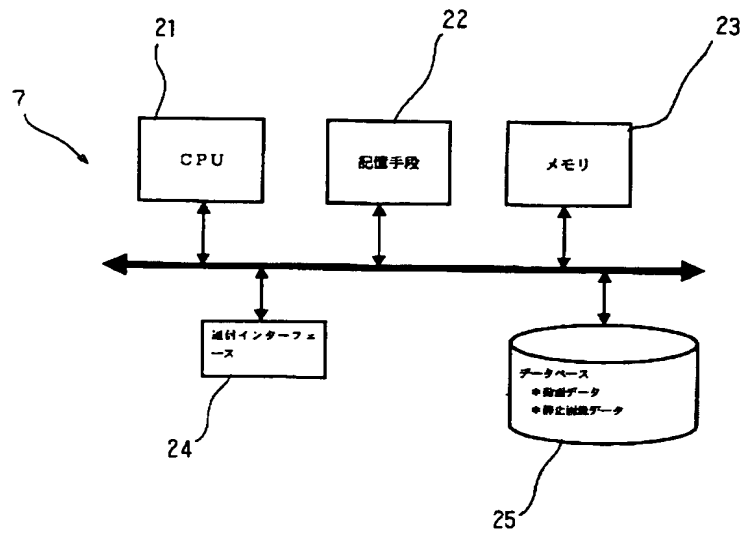 21
22
23
7
CPU
記憶手段
メモリ
インターフェ
ース
データベース
*動画データ
*静止画像データ
24
25